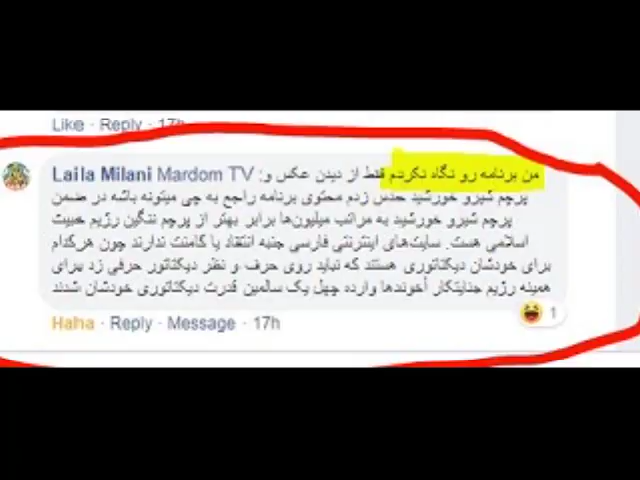 Like · Reply · 17h
Laila Milani Mardom TV من برنامه رو نگاه نکردم فقط از دیدن عکس و:
پرچم شیرو خورشید حدس زدم محتوی برنامه راجع به چی میتونه باشه در ضمن
پرچم شیرو خورشید به مراتب میلیون‌ها برابر بهتر از پرچم ننگین رژیم خبیث
اسلامی هست. سایت‌های اینترنتی فارسی جنبه انتقاد یا کامنت ندارند چون هرکدام
برای خودشان دیکتاتوری هستند که نباید روی حرف و نظر دیکتاتور حرفی زد برای
همینه رژیم جنایتکار آخوندها وارده چهل یک سالمین قدرت دیکتاتوری خودشان شدند
1
Haha · Reply · Message · 17h